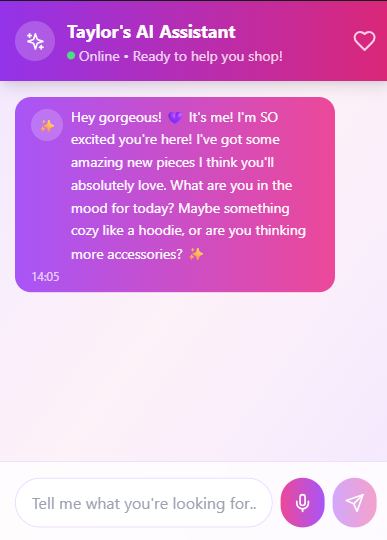 Taylor's AI Assistant
Online • Ready to help you shop!
Hey gorgeous! 💜 It's me! I'm SO
excited you're here! I've got some
amazing new pieces I think you'll
absolutely love. What are you in the
mood for today? Maybe something
cozy like a hoodie, or are you thinking
more accessories? ✨
14:05
Tell me what you're looking for..